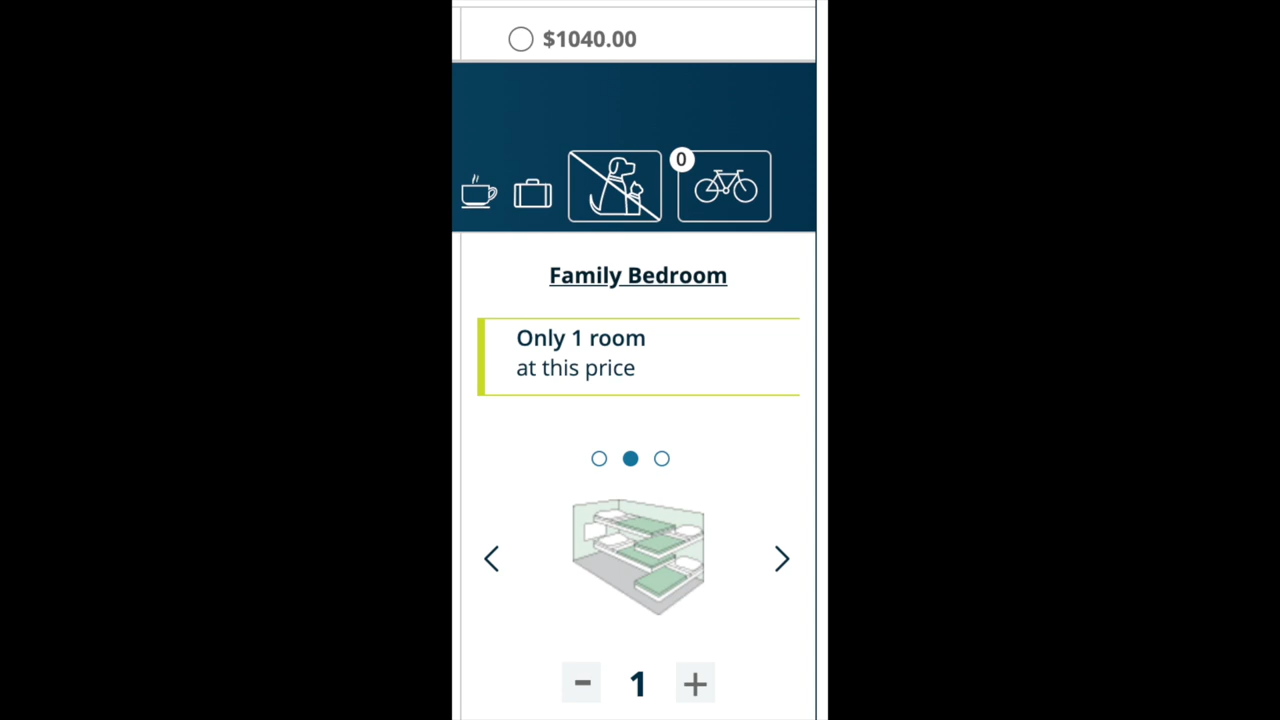 $1040.00
0
Family Bedroom
Only 1 room
at this price
- 1 +